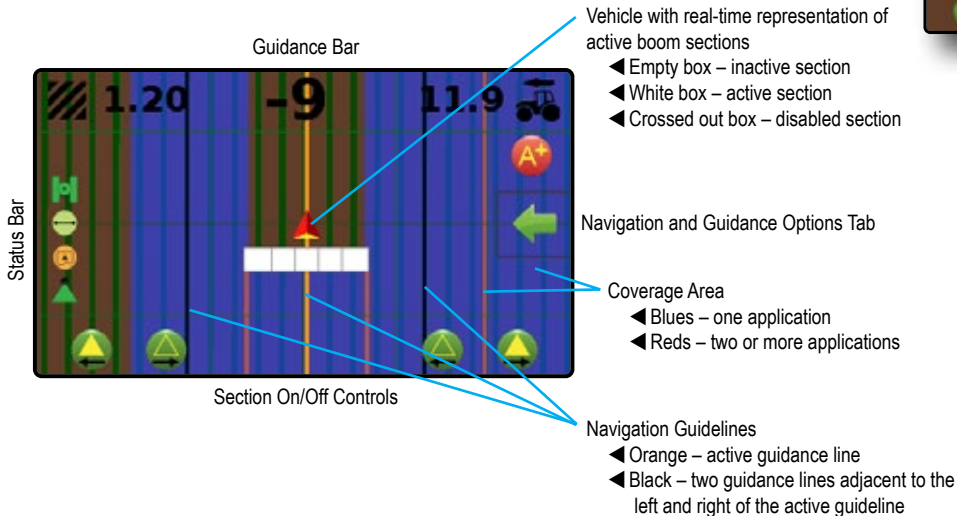 Guidance Bar
1.20
-9
11.9
A+
Status Bar
Section On/Off Controls
Vehicle with real-time representation of
active boom sections
◀ Empty box – inactive section
◀ White box – active section
◀ Crossed out box – disabled section
Navigation and Guidance Options Tab
Coverage Area
◀ Blues – one application
◀ Reds – two or more applications
Navigation Guidelines
◀ Orange – active guidance line
◀ Black – two guidance lines adjacent to the
left and right of the active guideline